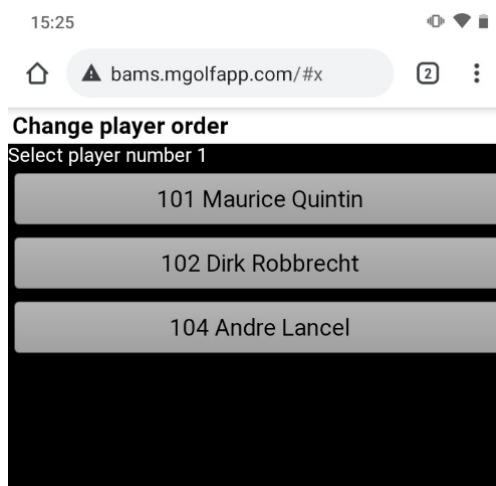 15:25
bams.mgolfapp.com/#x
2
Change player order
Select player number 1
101 Maurice Quintin
102 Dirk Robbrecht
104 Andre Lancel